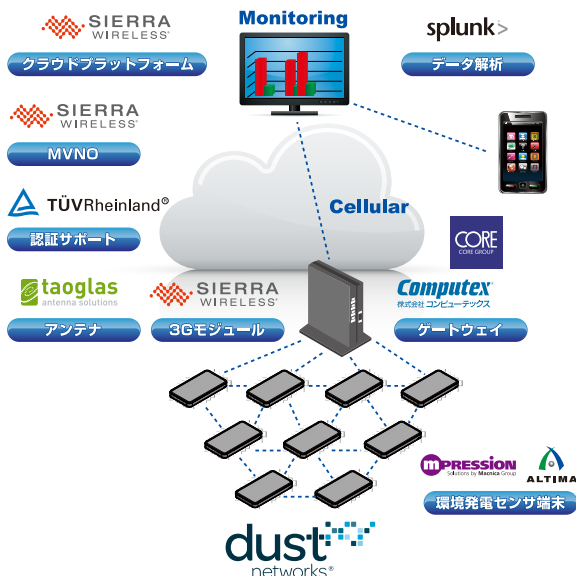 SIERRA
WIRELESS®
クラウドプラットフォーム
Monitoring
splunk>
データ解析
SIERRA
WIRELESS®
MVNO
TÜVRheinland®
認証サポート
Cellular
CORE
CORE GROUP
taoglas
antenna solutions
アンテナ
SIERRA
WIRELESS®
3Gモジュール
Computex®
株式会社 コンピューテックス
ゲートウェイ
mPRESSION
Solutions by Macnica Group
ALTIMA
環境発電センサ端末
dust
networks®